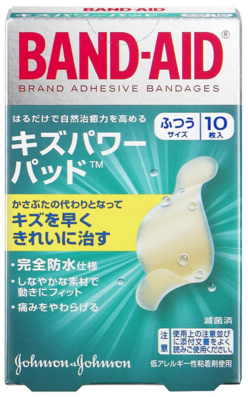 BAND-AID®
BRAND ADHESIVE BANDAGES
はるだけで自然治癒力を高める
キズパワー
パッド™
ふつう
サイズ
10枚入
かさぶたの代わりとなって
キズを早く
きれいに治す
・完全防水仕様
・しなやかな素材で
動きにフィット
・痛みをやわらげる
滅菌済
注意
使用上の注意並び
に添付文書をよく
読みご使用ください。
Johnson & Johnson
低アレルギー性粘着剤使用